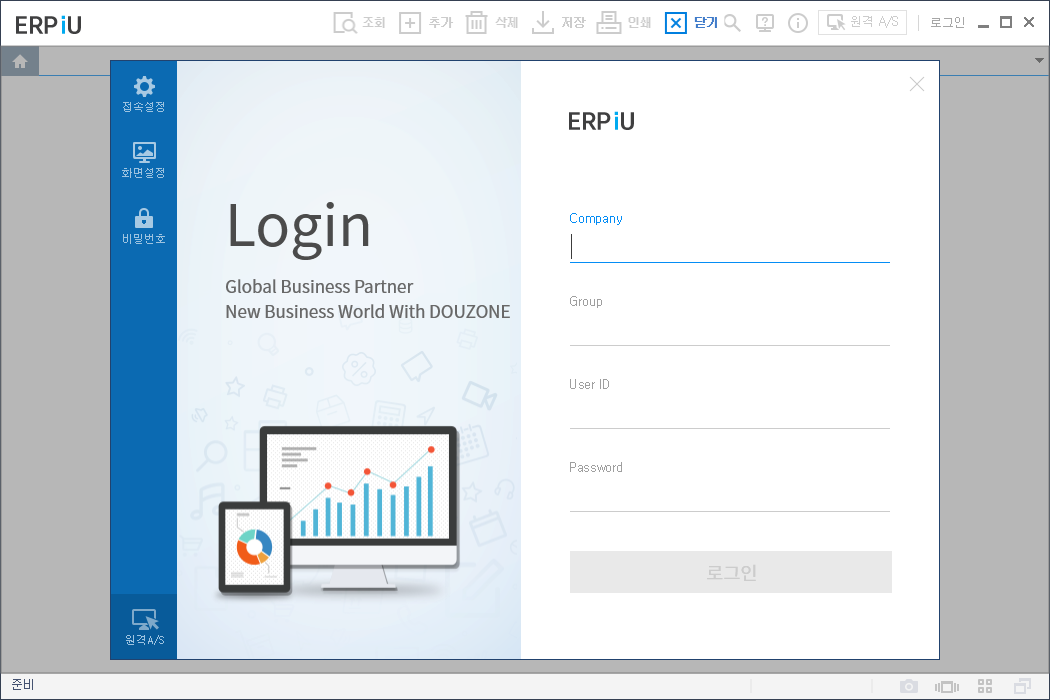 ERPiU
조회
추가
삭제
저장
인쇄
닫기
원격 A/S
로그인
접속설정
화면설정
비밀번호
원격A/S
Login
Global Business Partner
New Business World With DOUZONE
ERPiU
Company
Group
User ID
Password
로그인
준비